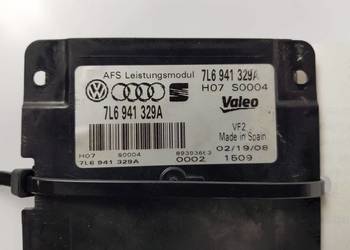 AFS Leistungsmodul
7L6 941 329A
H07 S0004
7L6 941 329A
Valeo
VF2
Made in Spain
02/19/08
H07 S0004
0002 1509
7L6 941 329A